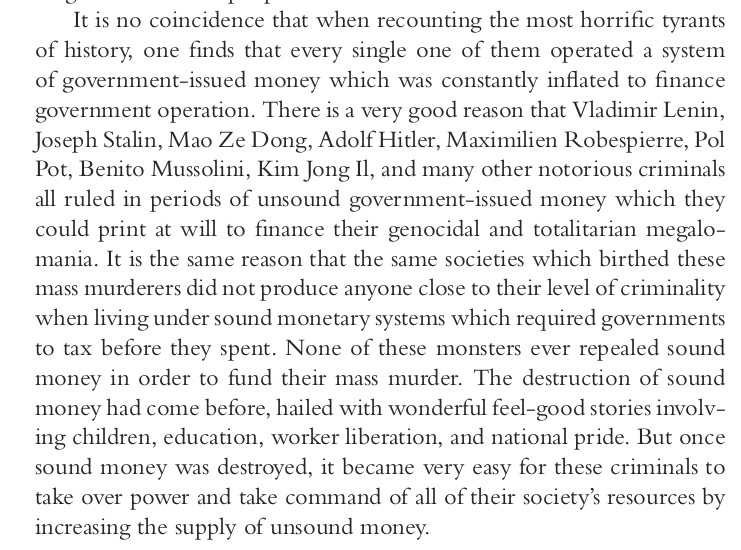 It is no coincidence that when recounting the most horrific tyrants
of history, one finds that every single one of them operated a system
of government-issued money which was constantly inflated to finance
government operation. There is a very good reason that Vladimir Lenin,
Joseph Stalin, Mao Ze Dong, Adolf Hitler, Maximilien Robespierre, Pol
Pot, Benito Mussolini, Kim Jong Il, and many other notorious criminals
all ruled in periods of unsound government-issued money which they
could print at will to finance their genocidal and totalitarian megalo-
mania. It is the same reason that the same societies which birthed these
mass murderers did not produce anyone close to their level of criminality
when living under sound monetary systems which required governments
to tax before they spent. None of these monsters ever repealed sound
money in order to fund their mass murder. The destruction of sound
money had come before, hailed with wonderful feel-good stories involv-
ing children, education, worker liberation, and national pride. But once
sound money was destroyed, it became very easy for these criminals to
take over power and take command of all of their society's resources by
increasing the supply of unsound money.